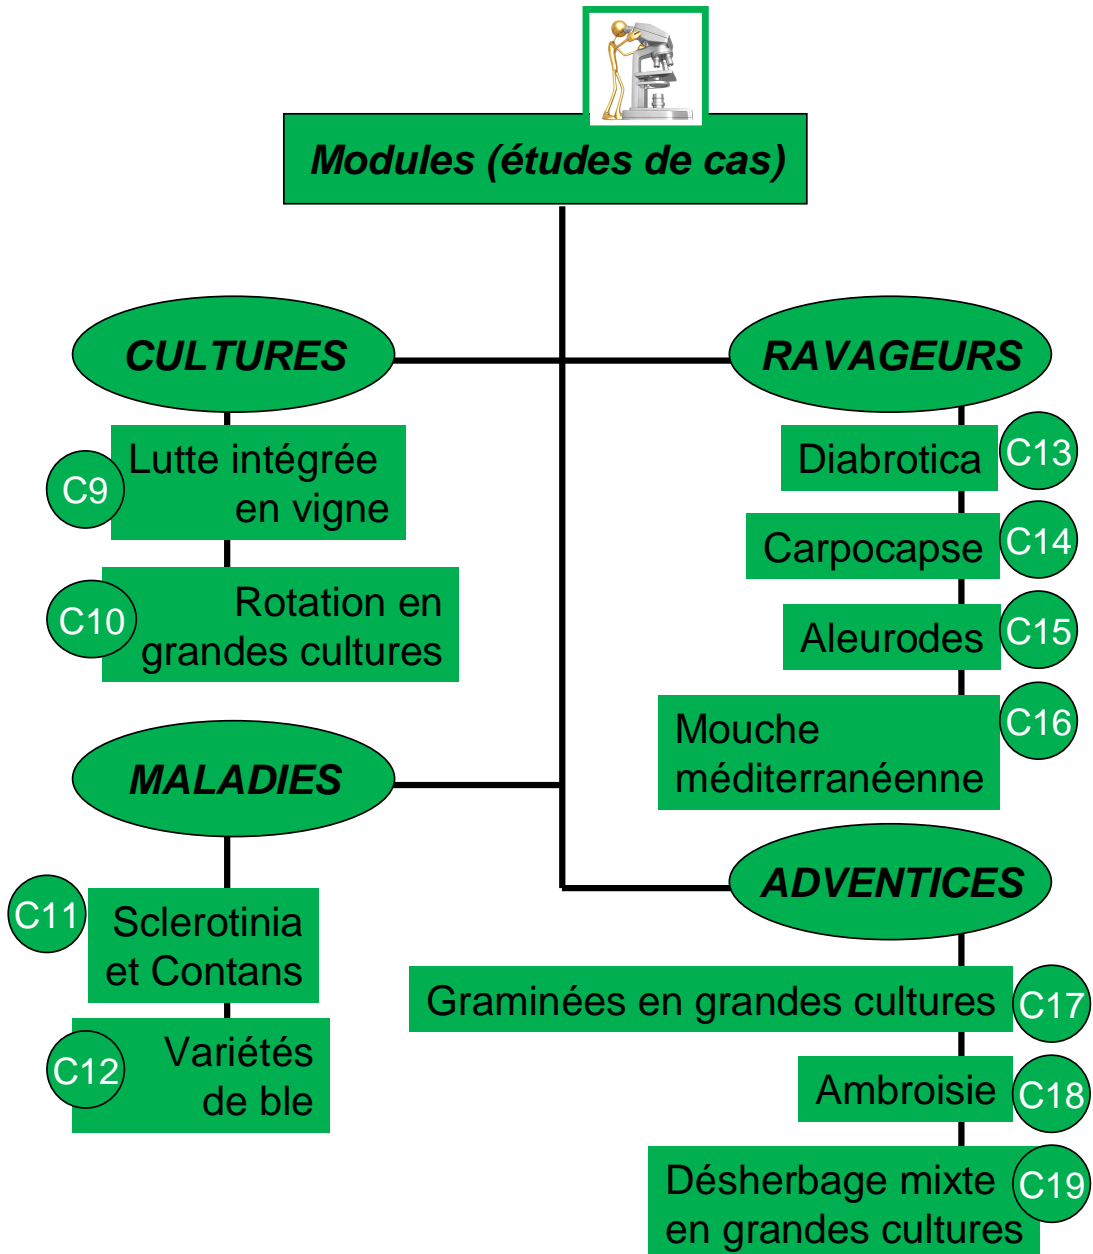 Modules (études de cas)
CULTURES
C9
Lutte intégrée
en vigne
C10
Rotation en
grandes cultures
MALADIES
C11
Sclerotinia
et Contans
C12
Variétés
de ble
RAVAGEURS
Diabrotica
C13
Carpocapse
C14
Aleurodes
C15
Mouche
méditerranéenne
C16
ADVENTICES
Graminées en grandes cultures
C17
Ambroisie
C18
Désherbage mixte
en grandes cultures
C19